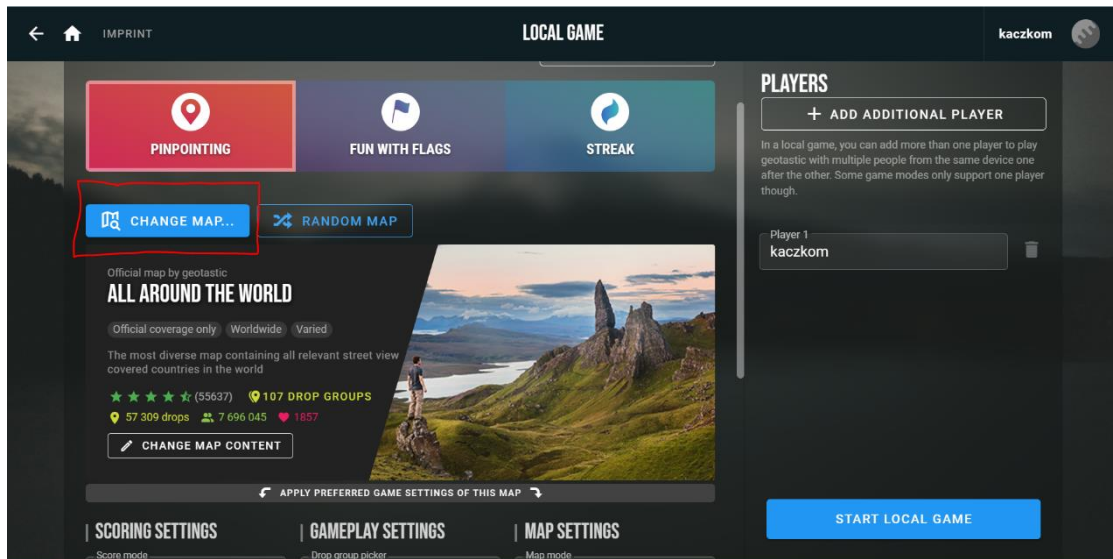 IMPRINT
LOCAL GAME
kaczkom
PINPOINTING
FUN WITH FLAGS
STREAK
CHANGE MAP...
RANDOM MAP
Official map by geotastic
ALL AROUND THE WORLD
Official coverage only
Worldwide
Varied
The most diverse map containing all relevant street view
covered countries in the world
(55637)
107 DROP GROUPS
57 309 drops
7 696 045
1857
CHANGE MAP CONTENT
APPLY PREFERRED GAME SETTINGS OF THIS MAP
SCORING SETTINGS
GAMEPLAY SETTINGS
MAP SETTINGS
Score mode
Drop group picker
Map mode
PLAYERS
+ ADD ADDITIONAL PLAYER
In a local game, you can add more than one player to play
geotastic with multiple people from the same device one
after the other. Some game modes only support one player
though.
Player 1
kaczkom
START LOCAL GAME